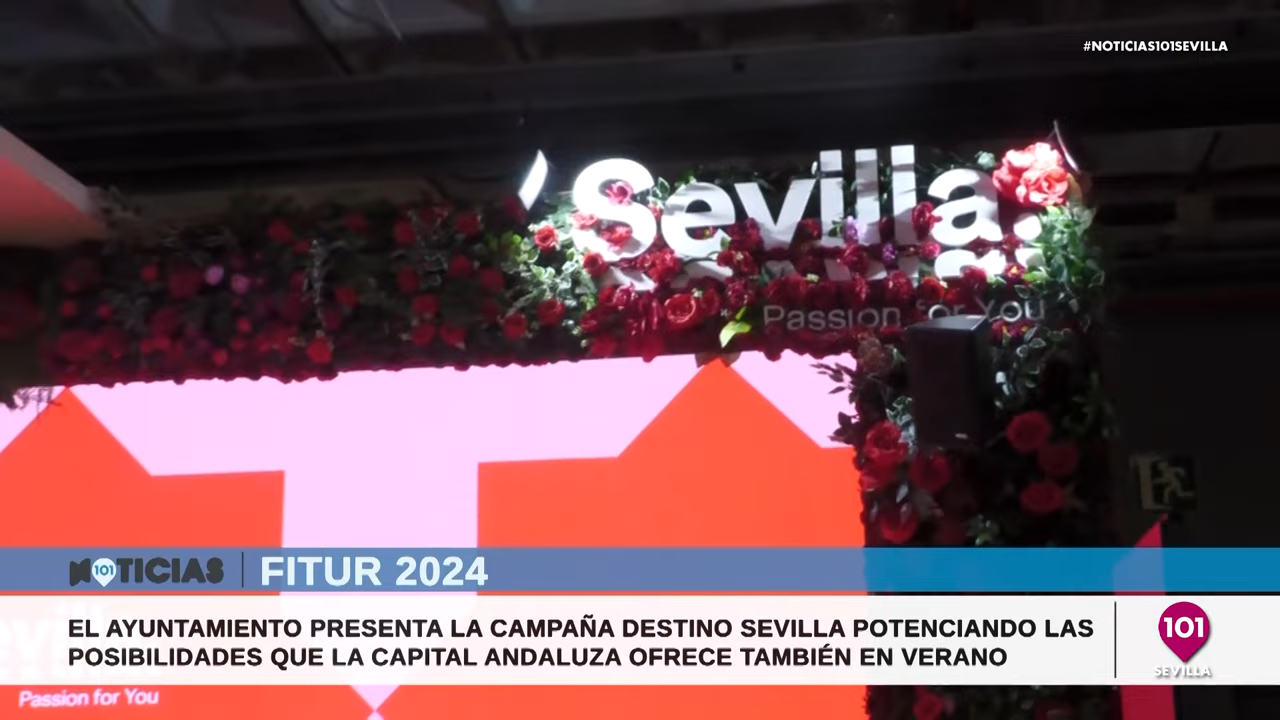 #NOTICIAS101SEVILLA
Sevilla.
Passion for You
NOTICIAS 101
FITUR 2024
EL AYUNTAMIENTO PRESENTA LA CAMPAÑA DESTINO SEVILLA POTENCIANDO LAS
POSIBILIDADES QUE LA CAPITAL ANDALUZA OFRECE TAMBIÉN EN VERANO
101
SEVILLA
Passion for You